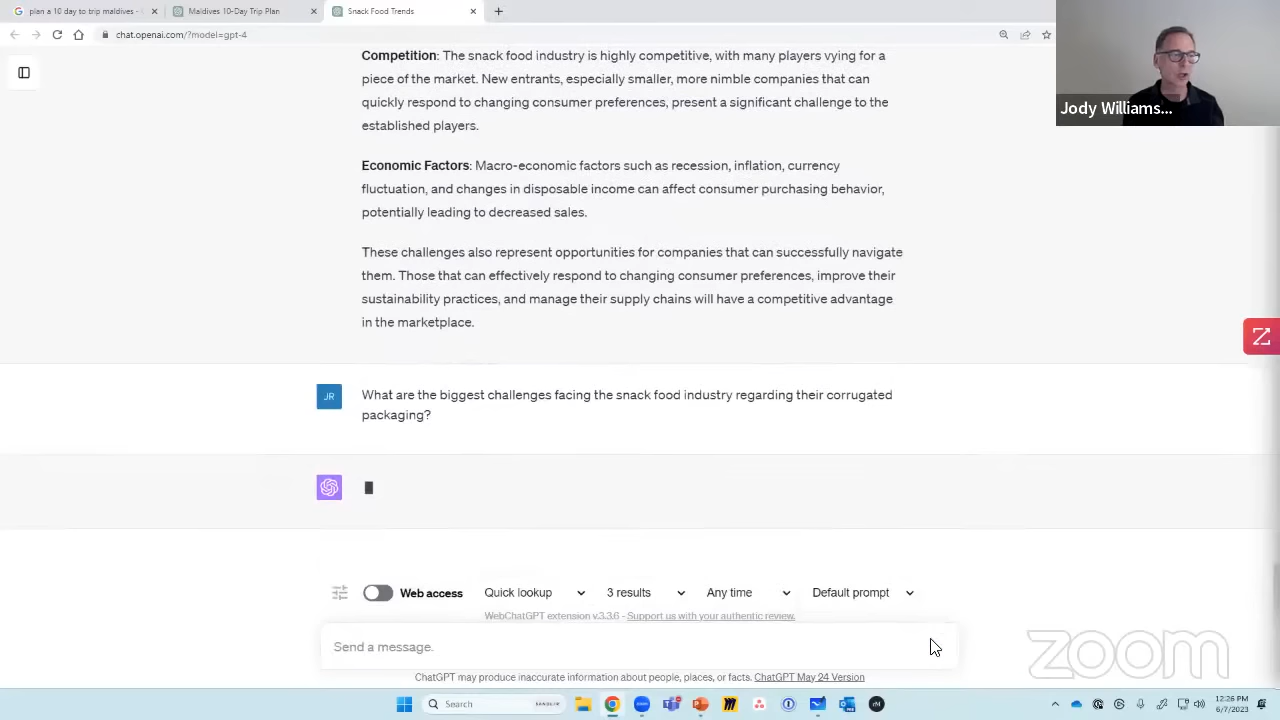 plan a 10 day to trip maldives -
Maldives 10-Day Trip Plan
Snack Food Trends
chat.openai.com/?model=gpt-4
Jody Williams...
Competition: The snack food industry is highly competitive, with many players vying for a
piece of the market. New entrants, especially smaller, more nimble companies that can
quickly respond to changing consumer preferences, present a significant challenge to the
established players.
Economic Factors: Macro-economic factors such as recession, inflation, currency
fluctuation, and changes in disposable income can affect consumer purchasing behavior,
potentially leading to decreased sales.
These challenges also represent opportunities for companies that can successfully navigate
them. Those that can effectively respond to changing consumer preferences, improve their
sustainability practices, and manage their supply chains will have a competitive advantage
in the marketplace.
JR
What are the biggest challenges facing the snack food industry regarding their corrugated
packaging?
Web access
Quick lookup
3 results
Any time
Default prompt
WebChatGPT extension v.3.3.6 - Support us with your authentic review.
Send a message.
ChatGPT may produce inaccurate information about people, places, or facts. ChatGPT May 24 Version
zoom
Search
SANDLER
12:26 PM
6/7/2023